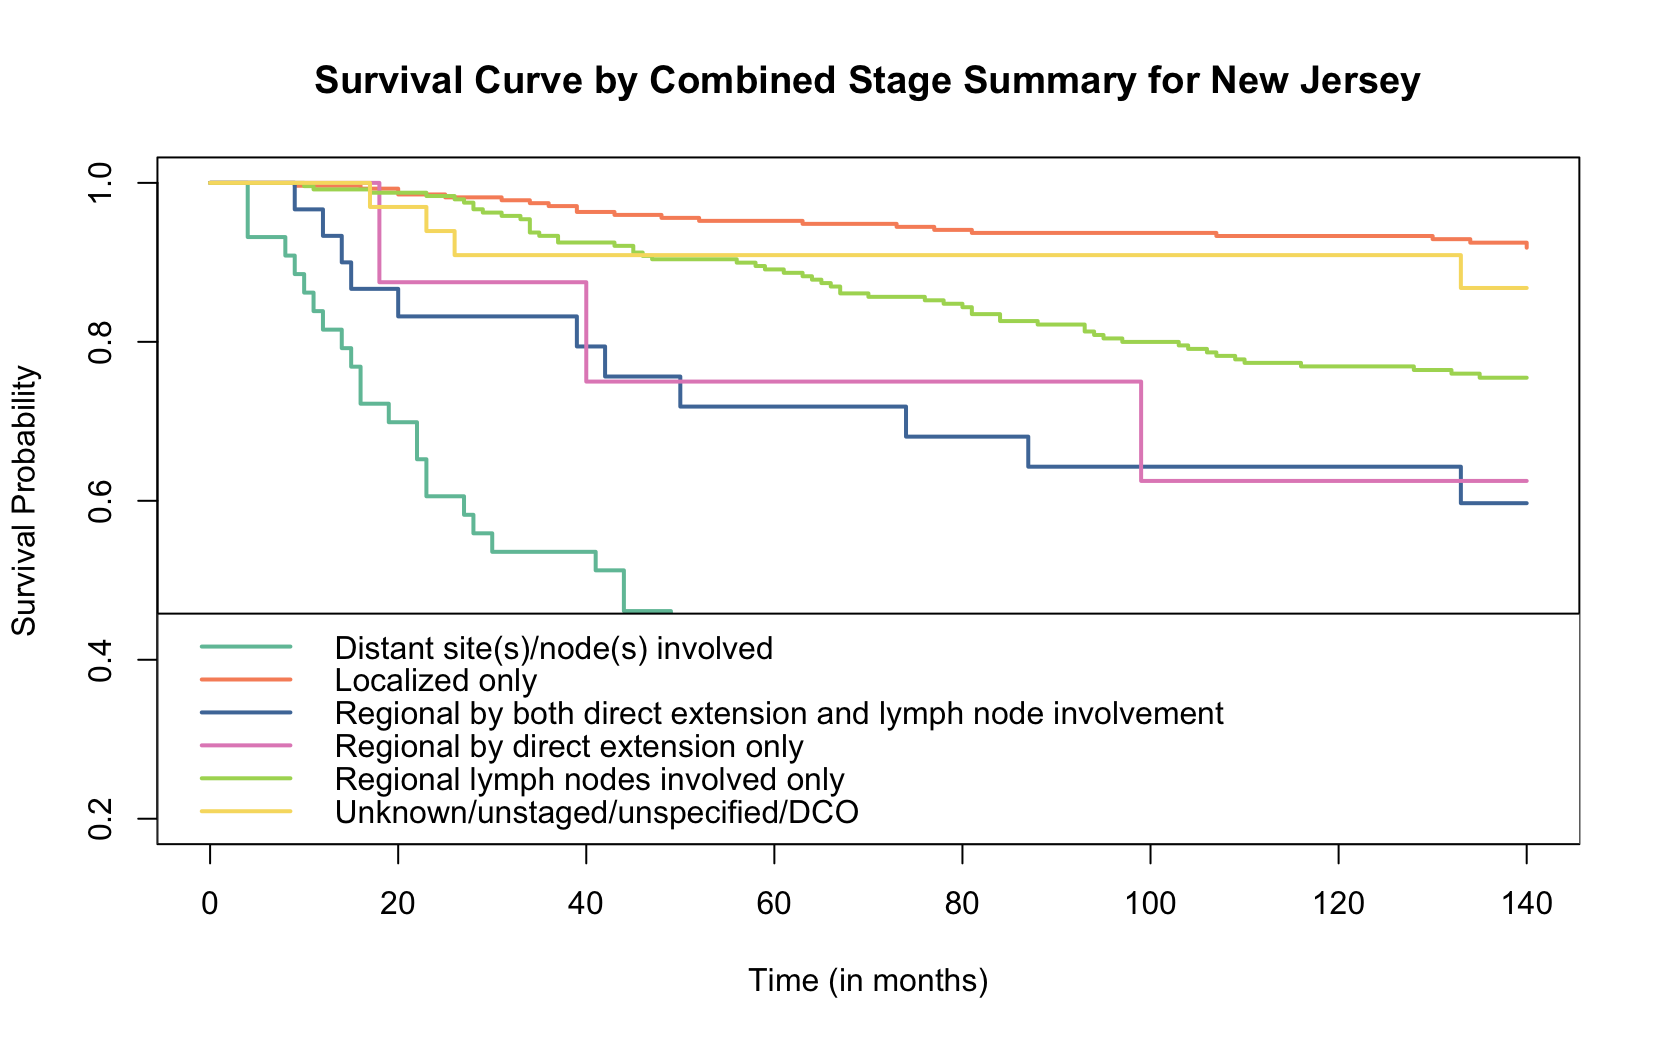 Survival Curve by Combined Stage Summary for New Jersey
Survival Probability
1.0
0.8
0.6
0.4
0.2
Distant site(s)/node(s) involved
Localized only
Regional by both direct extension and lymph node involvement
Regional by direct extension only
Regional lymph nodes involved only
Unknown/unstaged/unspecified/DCO
0 20 40 60 80 100 120 140
Time (in months)